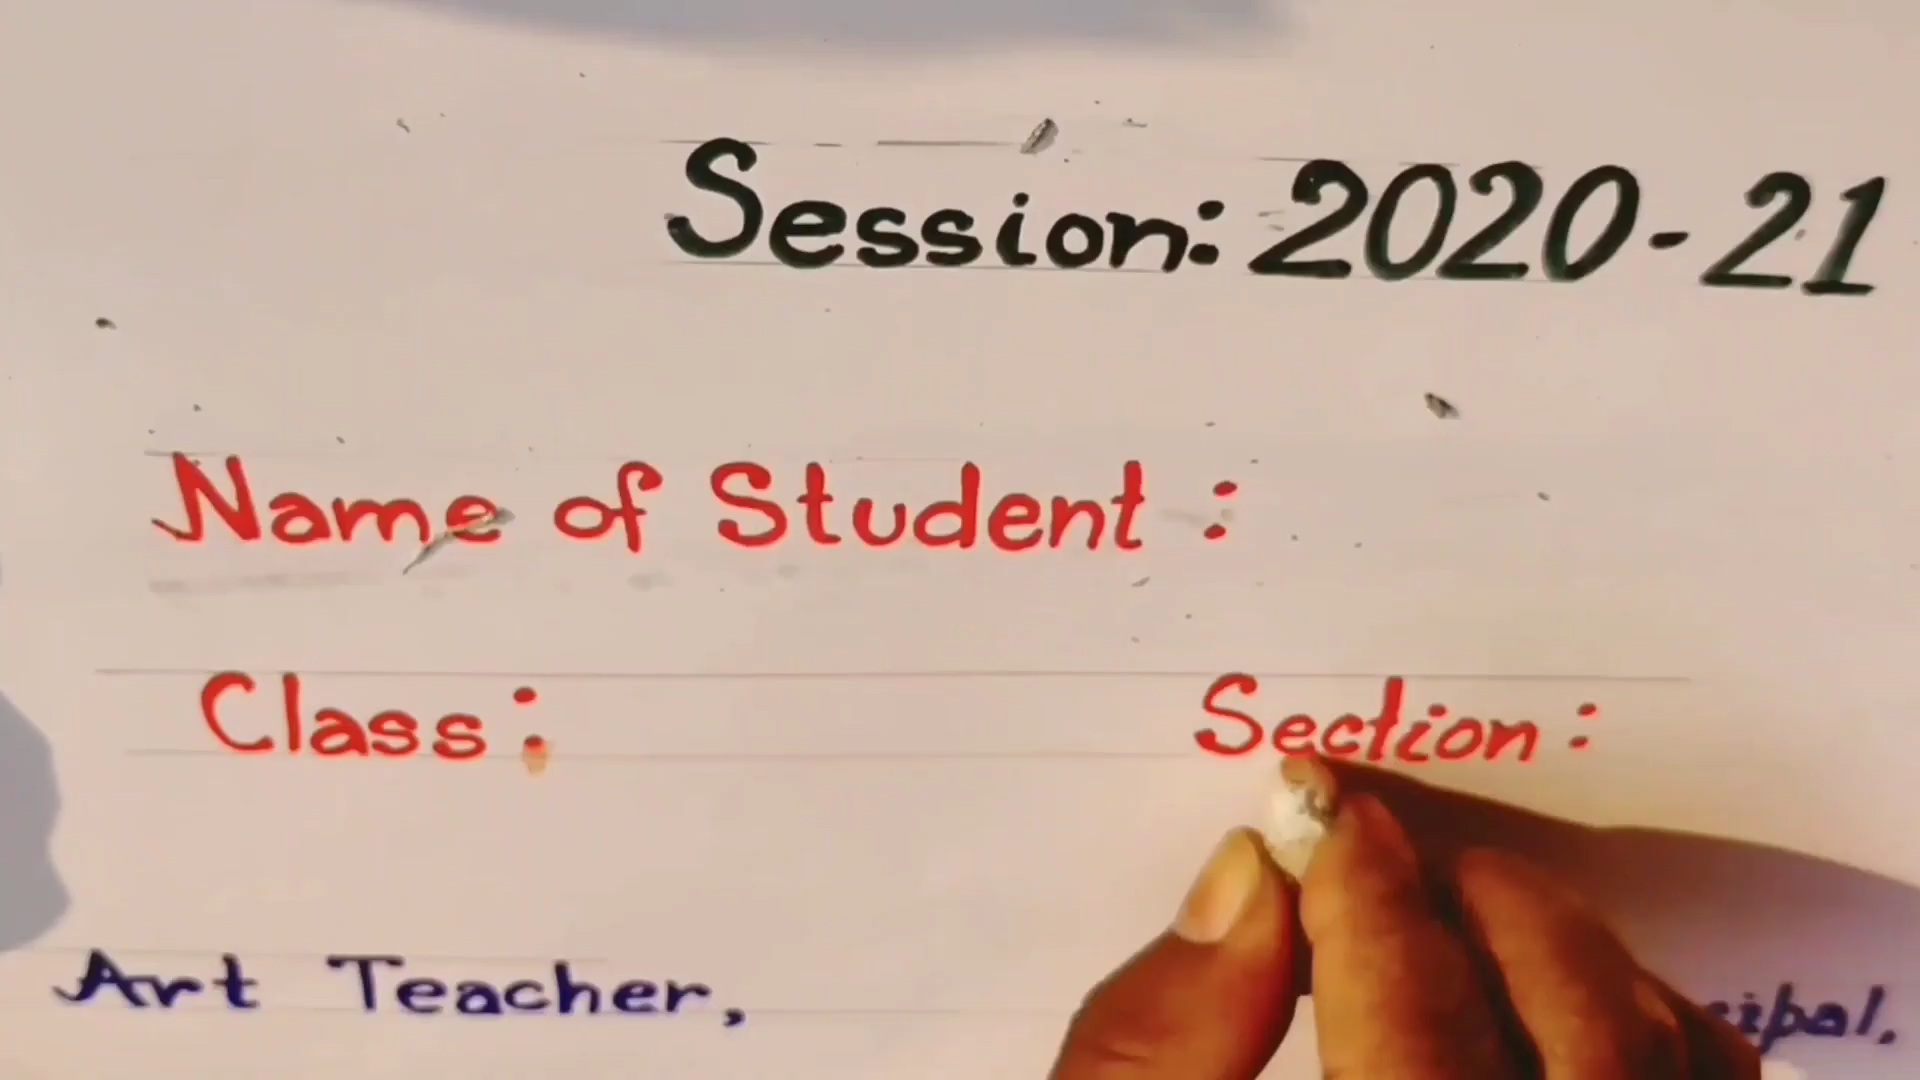 Session: 2020-21
Name of Student :
Class:
Section :
Art Teacher,